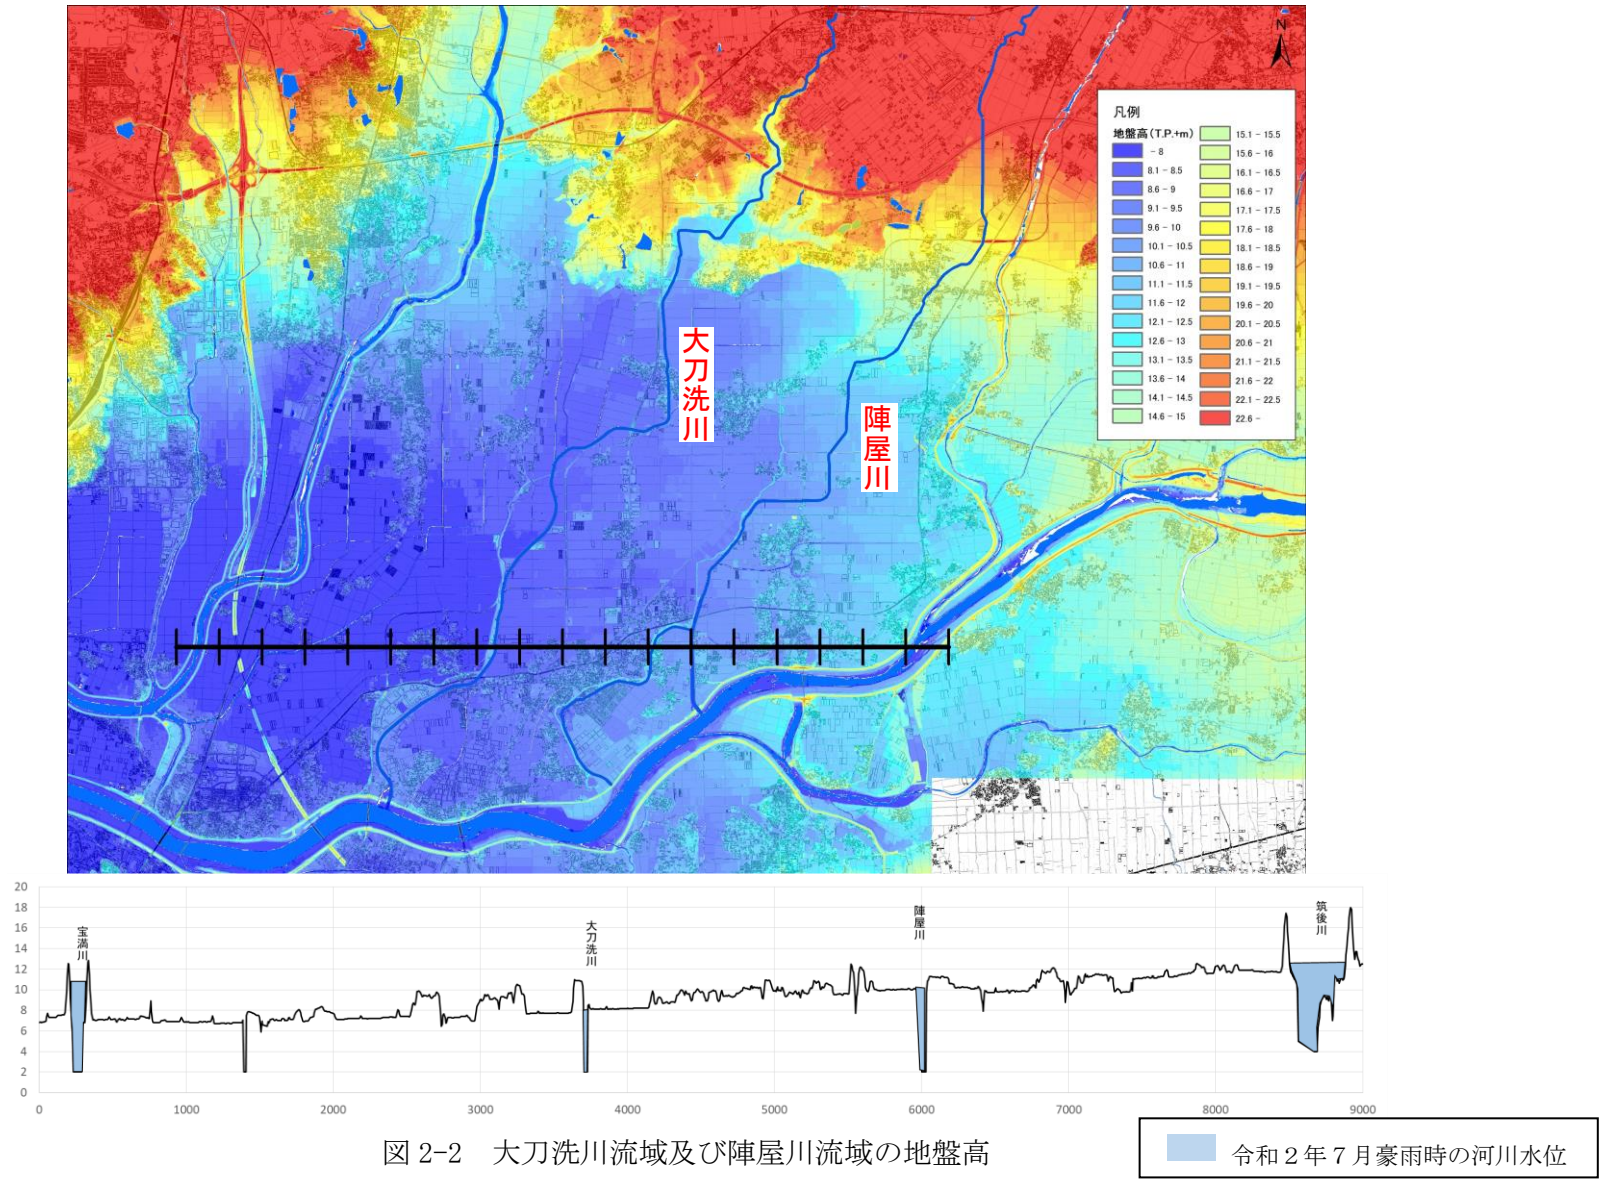 N
凡例
地盤高(T.P.+m)
- 8
8.1 - 8.5
8.6 - 9
9.1 - 9.5
9.6 - 10
10.1 - 10.5
10.6 - 11
11.1 - 11.5
11.6 - 12
12.1 - 12.5
12.6 - 13
13.1 - 13.5
13.6 - 14
14.1 - 14.5
14.6 - 15
15.1 - 15.5
15.6 - 16
16.1 - 16.5
16.6 - 17
17.1 - 17.5
17.6 - 18
18.1 - 18.5
18.6 - 19
19.1 - 19.5
19.6 - 20
20.1 - 20.5
20.6 - 21
21.1 - 21.5
21.6 - 22
22.1 - 22.5
22.6 -
大刀洗川
陣屋川
20
18
16
14
12
10
8
6
4
2
0
宝満川
大刀洗川
陣屋川
筑後川
0 1000 2000 3000 4000 5000 6000 7000 8000 9000
図 2-2 大刀洗川流域及び陣屋川流域の地盤高
令和２年７月豪雨時の河川水位